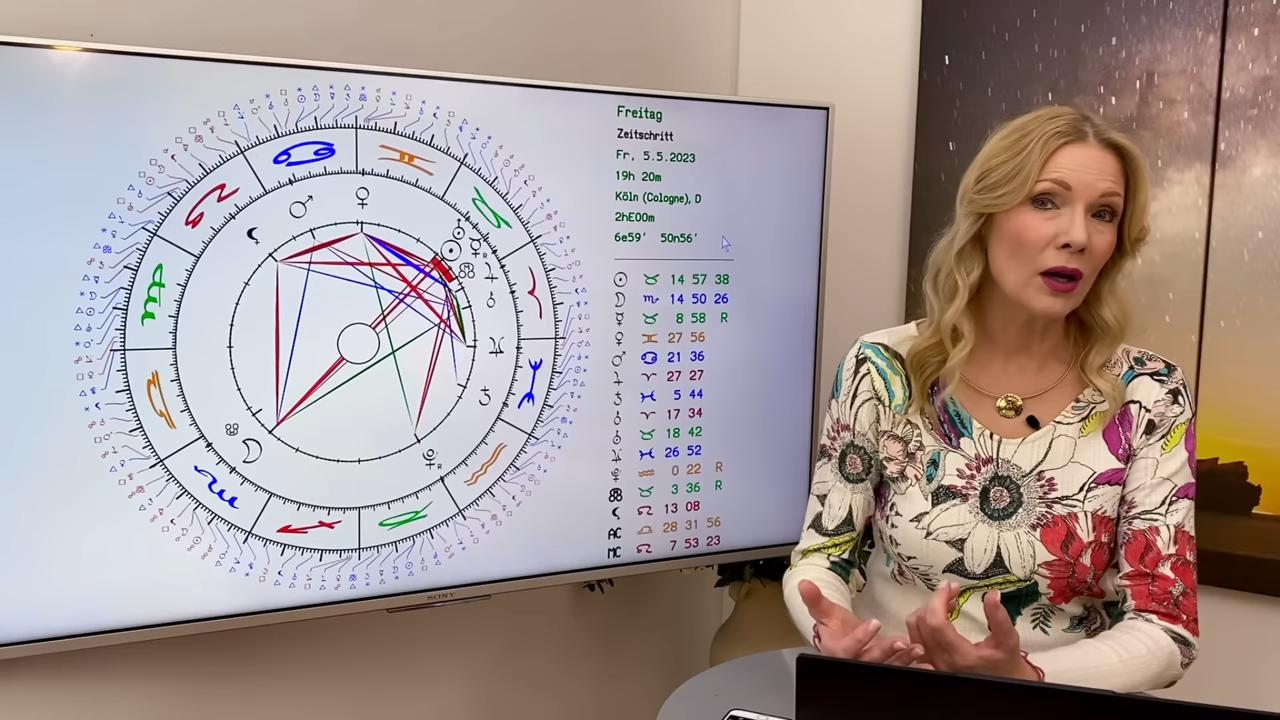 Freitag
Zeitschritt
Fr, 5.5.2023
19h 20m
Köln (Cologne), D
2hE00m
6e59' 50n56'
☉ ♉ 14 57 38
☽ ♏ 14 50 26
☿ ♉ 8 58 R
♀ ♊ 27 56
♂ ♋ 21 36
♃ ♈ 27 27
♄ ♓ 5 44
⚷ ♈ 17 34
♅ ♉ 18 42
♆ ♓ 26 52
♇ ♒ 0 22 R
☊ ♉ 3 36 R
⚸ ♌ 13 08
AC ♎ 28 31 56
MC ♌ 7 53 23
SONY